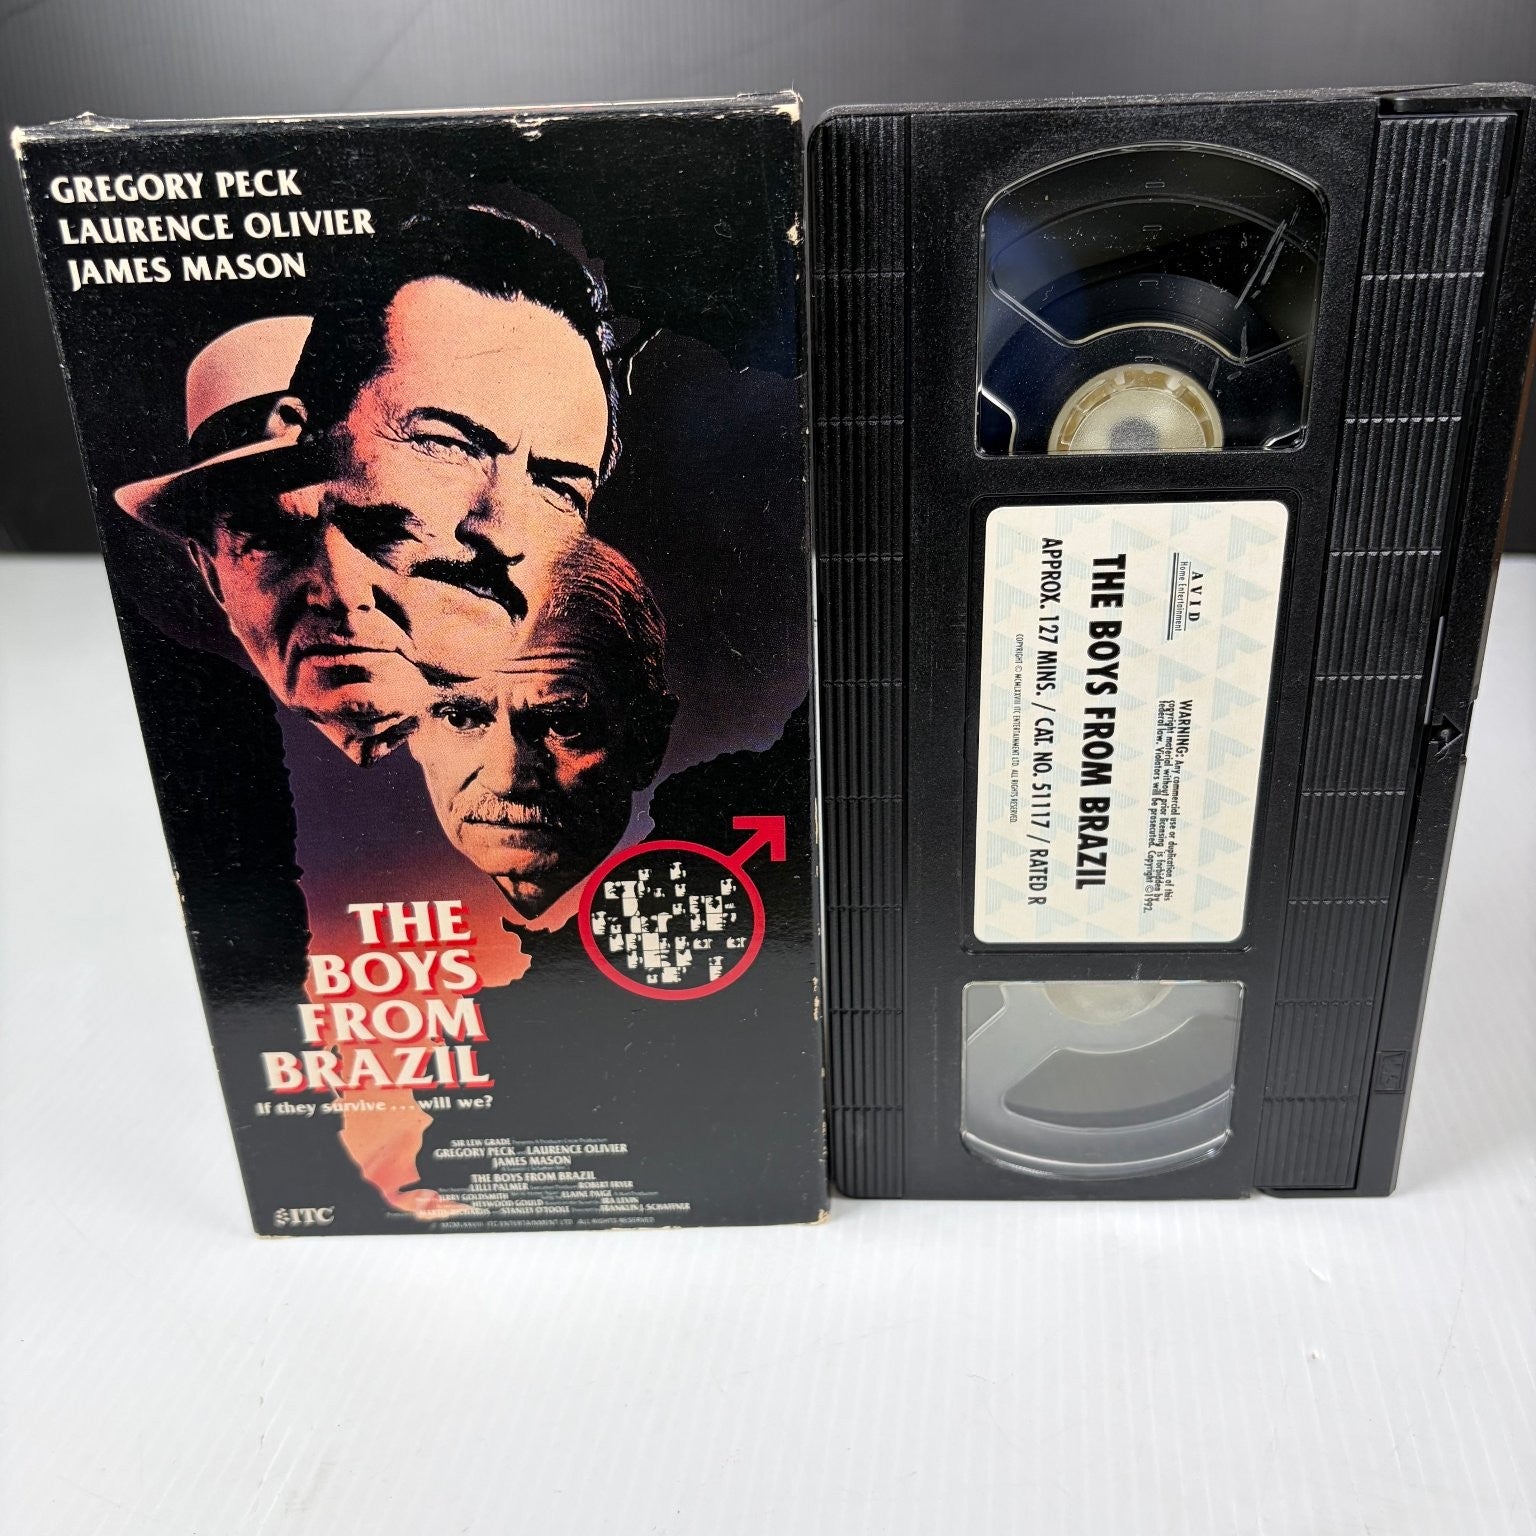 GREGORY PECK
LAURENCE OLIVIER
JAMES MASON
THE
BOYS
FROM
BRAZIL
If they survive... will we?
SIR LEW GRADE
GREGORY PECK LAURENCE OLIVIER
JAMES MASON
THE BOYS FROM BRAZIL
LILLI PALMER ROBERT FRYER
JERRY GOLDSMITH ELAINE PAIGE
HEYWOOD GOULD IRA LEVIN
MARTIN RICHARDS STANLEY O'TOOLE FRANKLIN J. SCHAFFNER
ITC
MCMLXXVIII ITC ENTERTAINMENT LTD. ALL RIGHTS RESERVED
AVID
Home Entertainment
WARNING: Any commercial use or duplication of this
copyright material without prior licensing is forbidden by
federal law. Violators will be prosecuted. Copyright ©1992.
THE BOYS FROM BRAZIL
APPROX. 127 MINS. / CAT. NO. 51117 / RATED R
COPYRIGHT © MCMLXXVIII ITC ENTERTAINMENT LTD. ALL RIGHTS RESERVED.